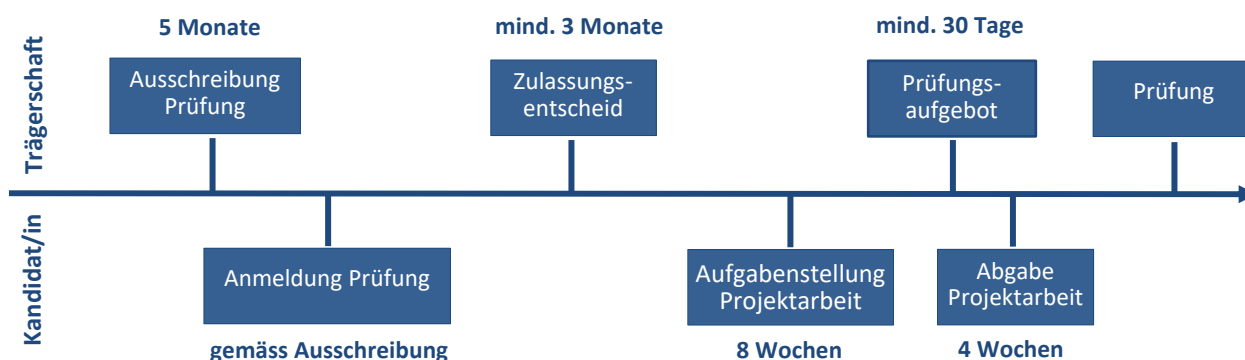 Trägerschaft
5 Monate
Ausschreibung
Prüfung
mind. 3 Monate
Zulassungs-
entscheid
mind. 30 Tage
Prüfungs-
aufgebot
Prüfung
Kandidat/in
Anmeldung Prüfung
gemäss Ausschreibung
Aufgabenstellung
Projektarbeit
8 Wochen
Abgabe
Projektarbeit
4 Wochen